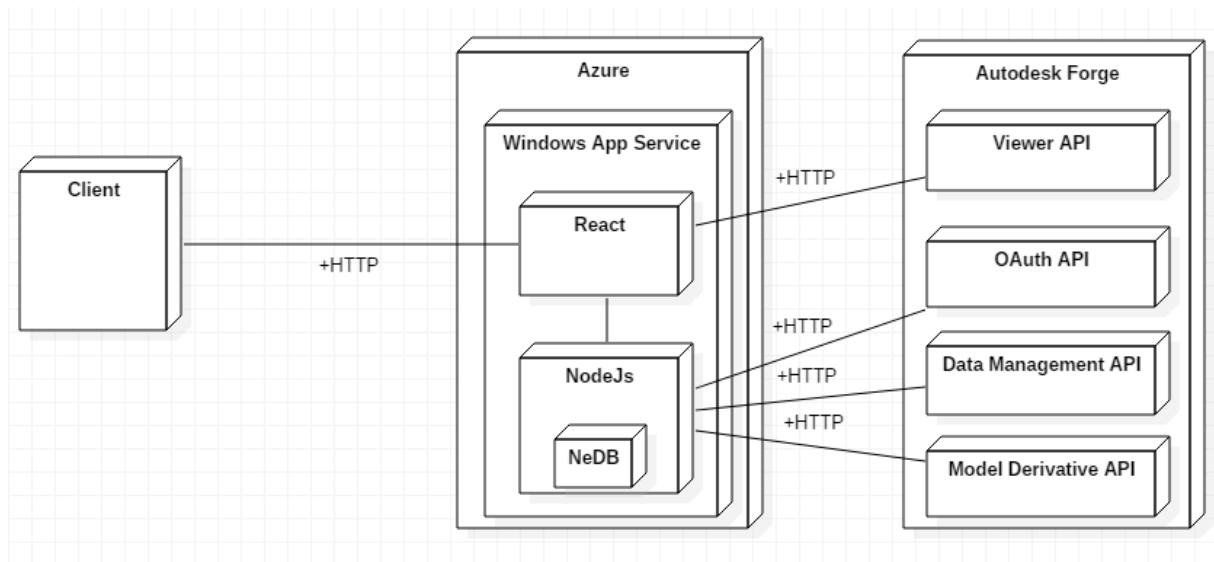 Azure
Autodesk Forge
Windows App Service
Viewer API
Client
+HTTP
React
OAuth API
+HTTP
+HTTP
Data Management API
NodeJs
+HTTP
+HTTP
NeDB
Model Derivative API